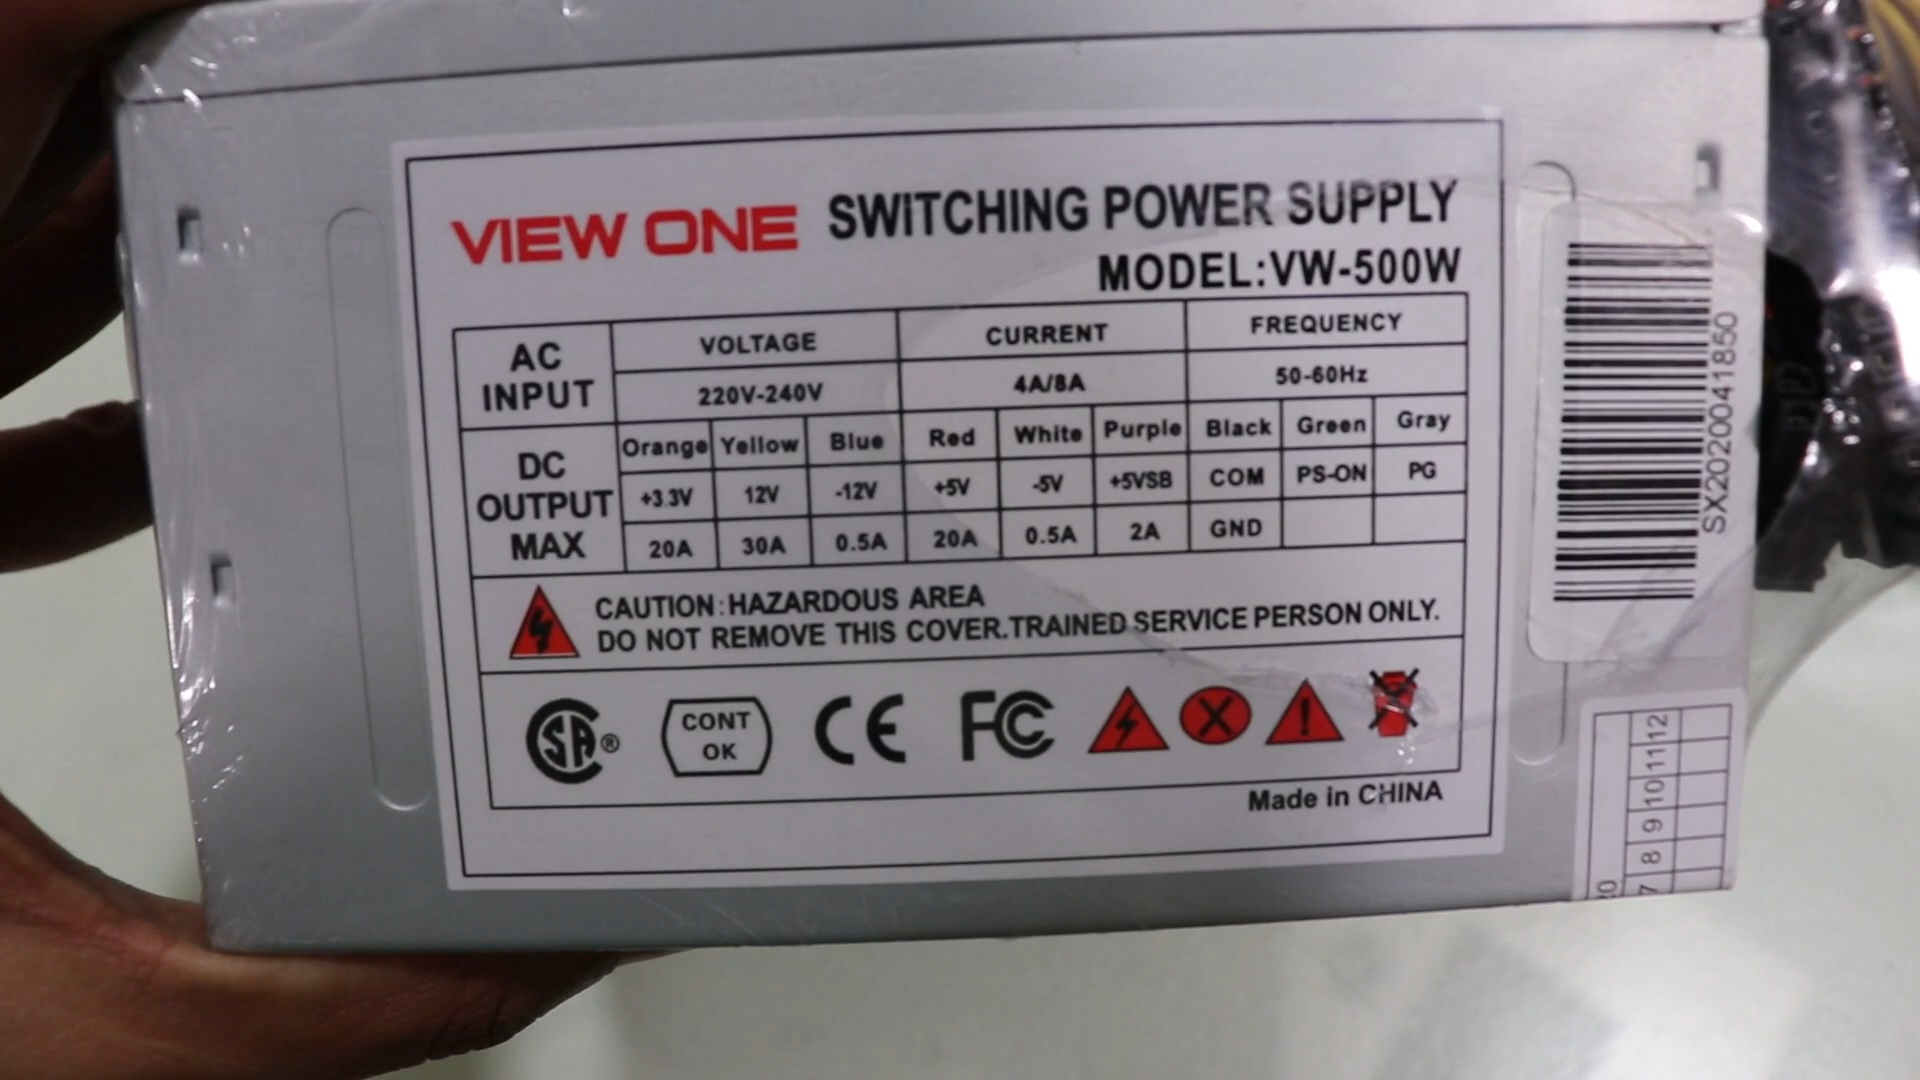 VIEW ONE SWITCHING POWER SUPPLY
MODEL:VW-500W
AC INPUT VOLTAGE CURRENT FREQUENCY
220V-240V 4A/8A 50-60Hz
DC OUTPUT MAX Orange Yellow Blue Red White Purple Black Green Gray
+3.3V 12V -12V +5V -5V +5VSB COM PS-ON PG
20A 30A 0.5A 20A 0.5A 2A GND
CAUTION:HAZARDOUS AREA
DO NOT REMOVE THIS COVER.TRAINED SERVICE PERSON ONLY.
SA® CONT OK CE FC
Made in CHINA
SX2020041850
7 8 9 10 11 12